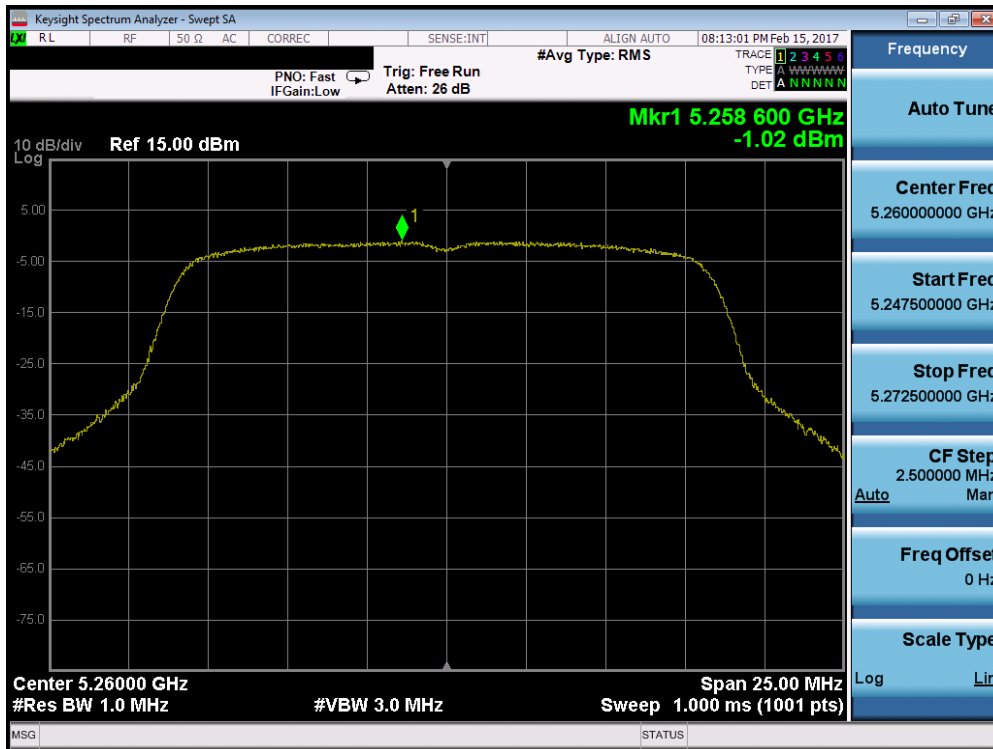 Keysight Spectrum Analyzer - Swept SA
LXI RL RF 50 Ω AC CORREC SENSE:INT ALIGN AUTO 08:13:01 PM Feb 15, 2017
PNO: Fast Trig: Free Run #Avg Type: RMS TRACE 1 2 3 4 5 6
IFGain:Low Atten: 26 dB TYPE A WWWWW
DET A N N N N N
Mkr1 5.258 600 GHz
-1.02 dBm
10 dB/div Ref 15.00 dBm
Log
1
5.00
-5.00
-15.0
-25.0
-35.0
-45.0
-55.0
-65.0
-75.0
Center 5.26000 GHz Span 25.00 MHz
#Res BW 1.0 MHz #VBW 3.0 MHz Sweep 1.000 ms (1001 pts)
MSG STATUS
Frequency
Auto Tune
Center Freq
5.260000000 GHz
Start Freq
5.247500000 GHz
Stop Freq
5.272500000 GHz
CF Step
2.500000 MHz
Auto Man
Freq Offset
0 Hz
Scale Type
Log Lin